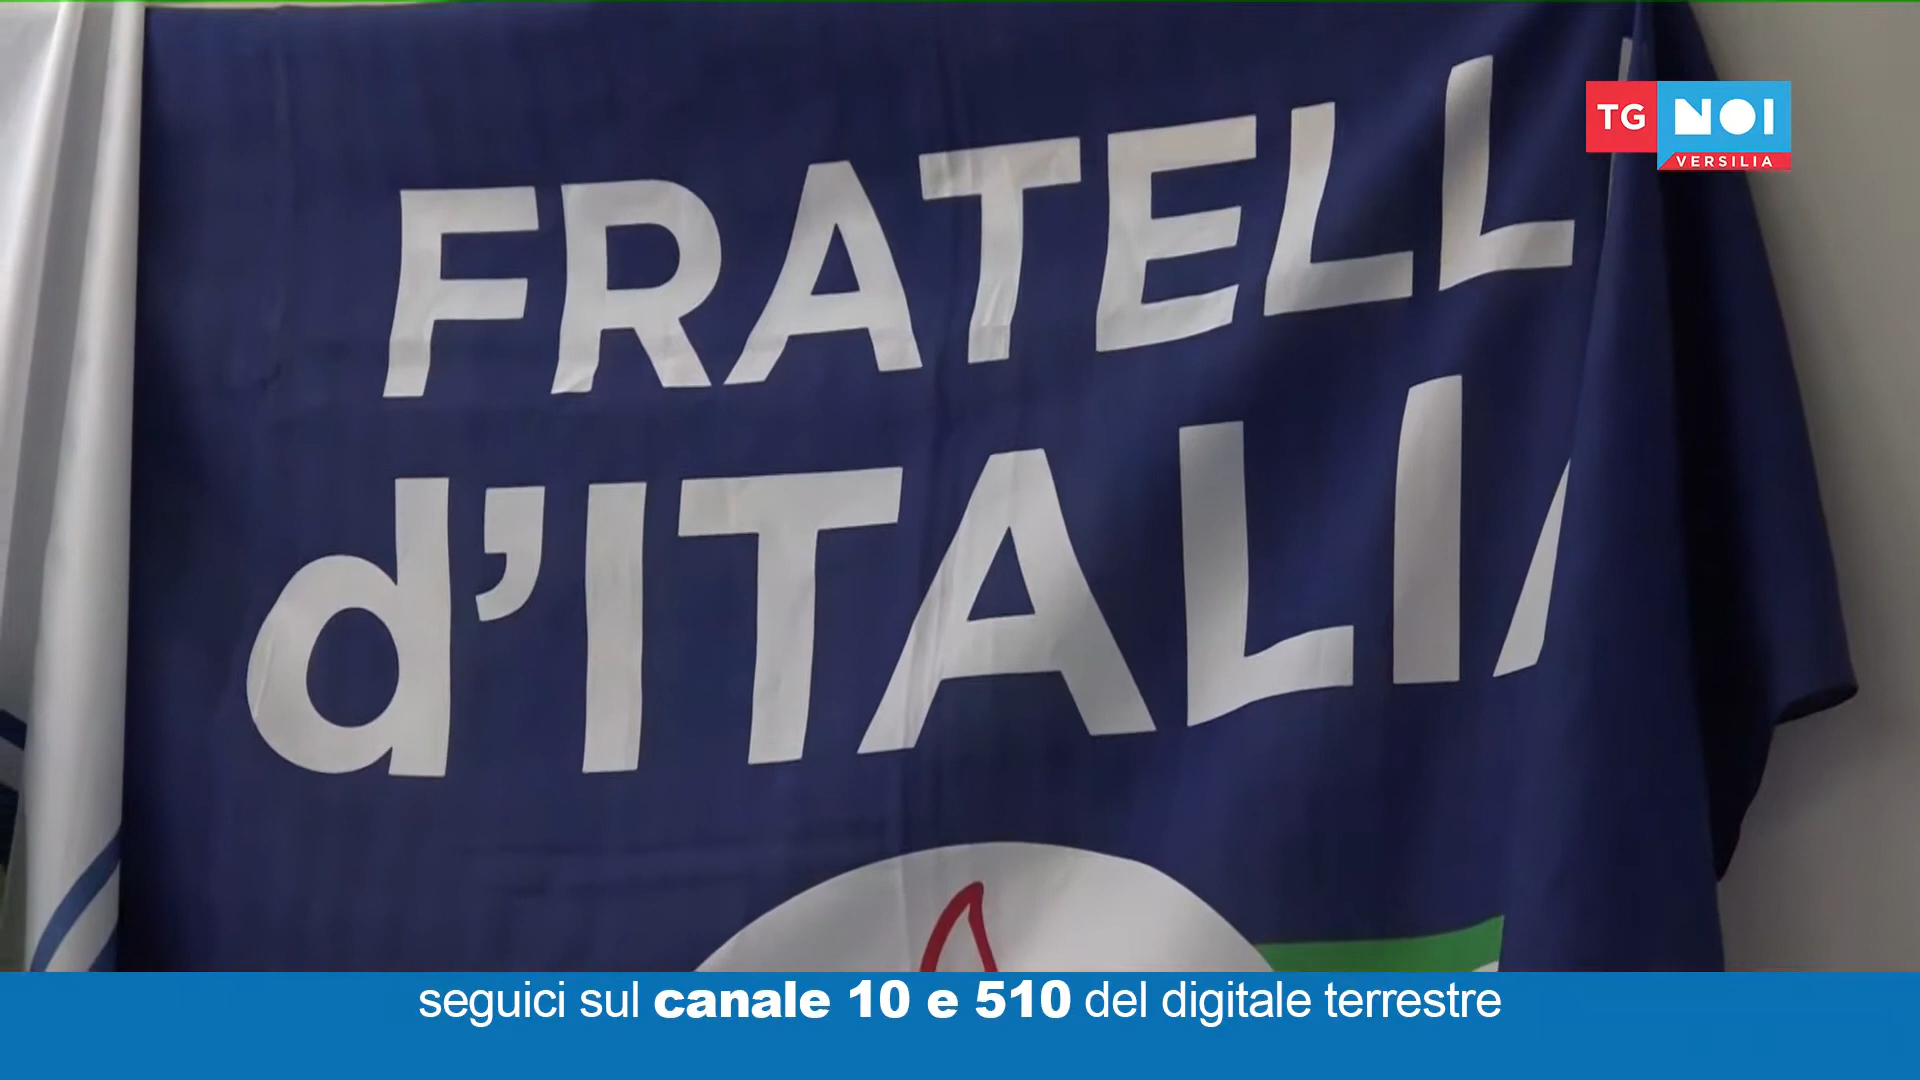 TG NOI
VERSILIA
FRATELL
d'ITALI
seguici sul canale 10 e 510 del digitale terrestre